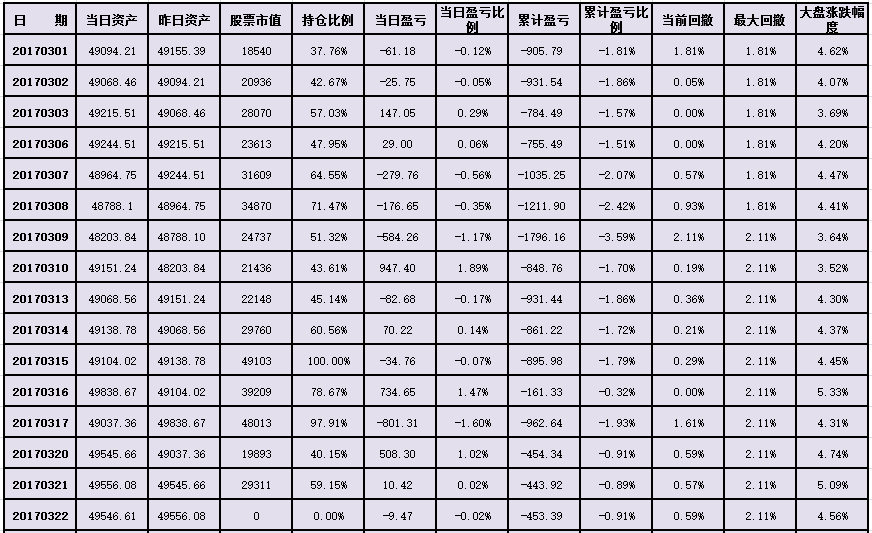 日 期 当日资产 昨日资产 股票市值 持仓比例 当日盈亏 当日盈亏比例 累计盈亏 累计盈亏比例 当前回撤 最大回撤 大盘涨跌幅度
20170301 49094.21 49155.39 18540 37.76% -61.18 -0.12% -905.79 -1.81% 1.81% 1.81% 4.62%
20170302 49068.46 49094.21 20936 42.67% -25.75 -0.05% -931.54 -1.86% 0.05% 1.81% 4.07%
20170303 49215.51 49068.46 28070 57.03% 147.05 0.29% -784.49 -1.57% 0.00% 1.81% 3.69%
20170306 49244.51 49215.51 23613 47.95% 29.00 0.06% -755.49 -1.51% 0.00% 1.81% 4.20%
20170307 48964.75 49244.51 31609 64.55% -279.76 -0.56% -1035.25 -2.07% 0.57% 1.81% 4.47%
20170308 48788.1 48964.75 34870 71.47% -176.65 -0.35% -1211.90 -2.42% 0.93% 1.81% 4.41%
20170309 48203.84 48788.10 24737 51.32% -584.26 -1.17% -1796.16 -3.59% 2.11% 2.11% 3.64%
20170310 49151.24 48203.84 21436 43.61% 947.40 1.89% -848.76 -1.70% 0.19% 2.11% 3.52%
20170313 49068.56 49151.24 22148 45.14% -82.68 -0.17% -931.44 -1.86% 0.36% 2.11% 4.30%
20170314 49138.78 49068.56 29760 60.56% 70.22 0.14% -861.22 -1.72% 0.21% 2.11% 4.37%
20170315 49104.02 49138.78 49103 100.00% -34.76 -0.07% -895.98 -1.79% 0.29% 2.11% 4.45%
20170316 49838.67 49104.02 39209 78.67% 734.65 1.47% -161.33 -0.32% 0.00% 2.11% 5.33%
20170317 49037.36 49838.67 48013 97.91% -801.31 -1.60% -962.64 -1.93% 1.61% 2.11% 4.31%
20170320 49545.66 49037.36 19893 40.15% 508.30 1.02% -454.34 -0.91% 0.59% 2.11% 4.74%
20170321 49556.08 49545.66 29311 59.15% 10.42 0.02% -443.92 -0.89% 0.57% 2.11% 5.09%
20170322 49546.61 49556.08 0 0.00% -9.47 -0.02% -453.39 -0.91% 0.59% 2.11% 4.56%